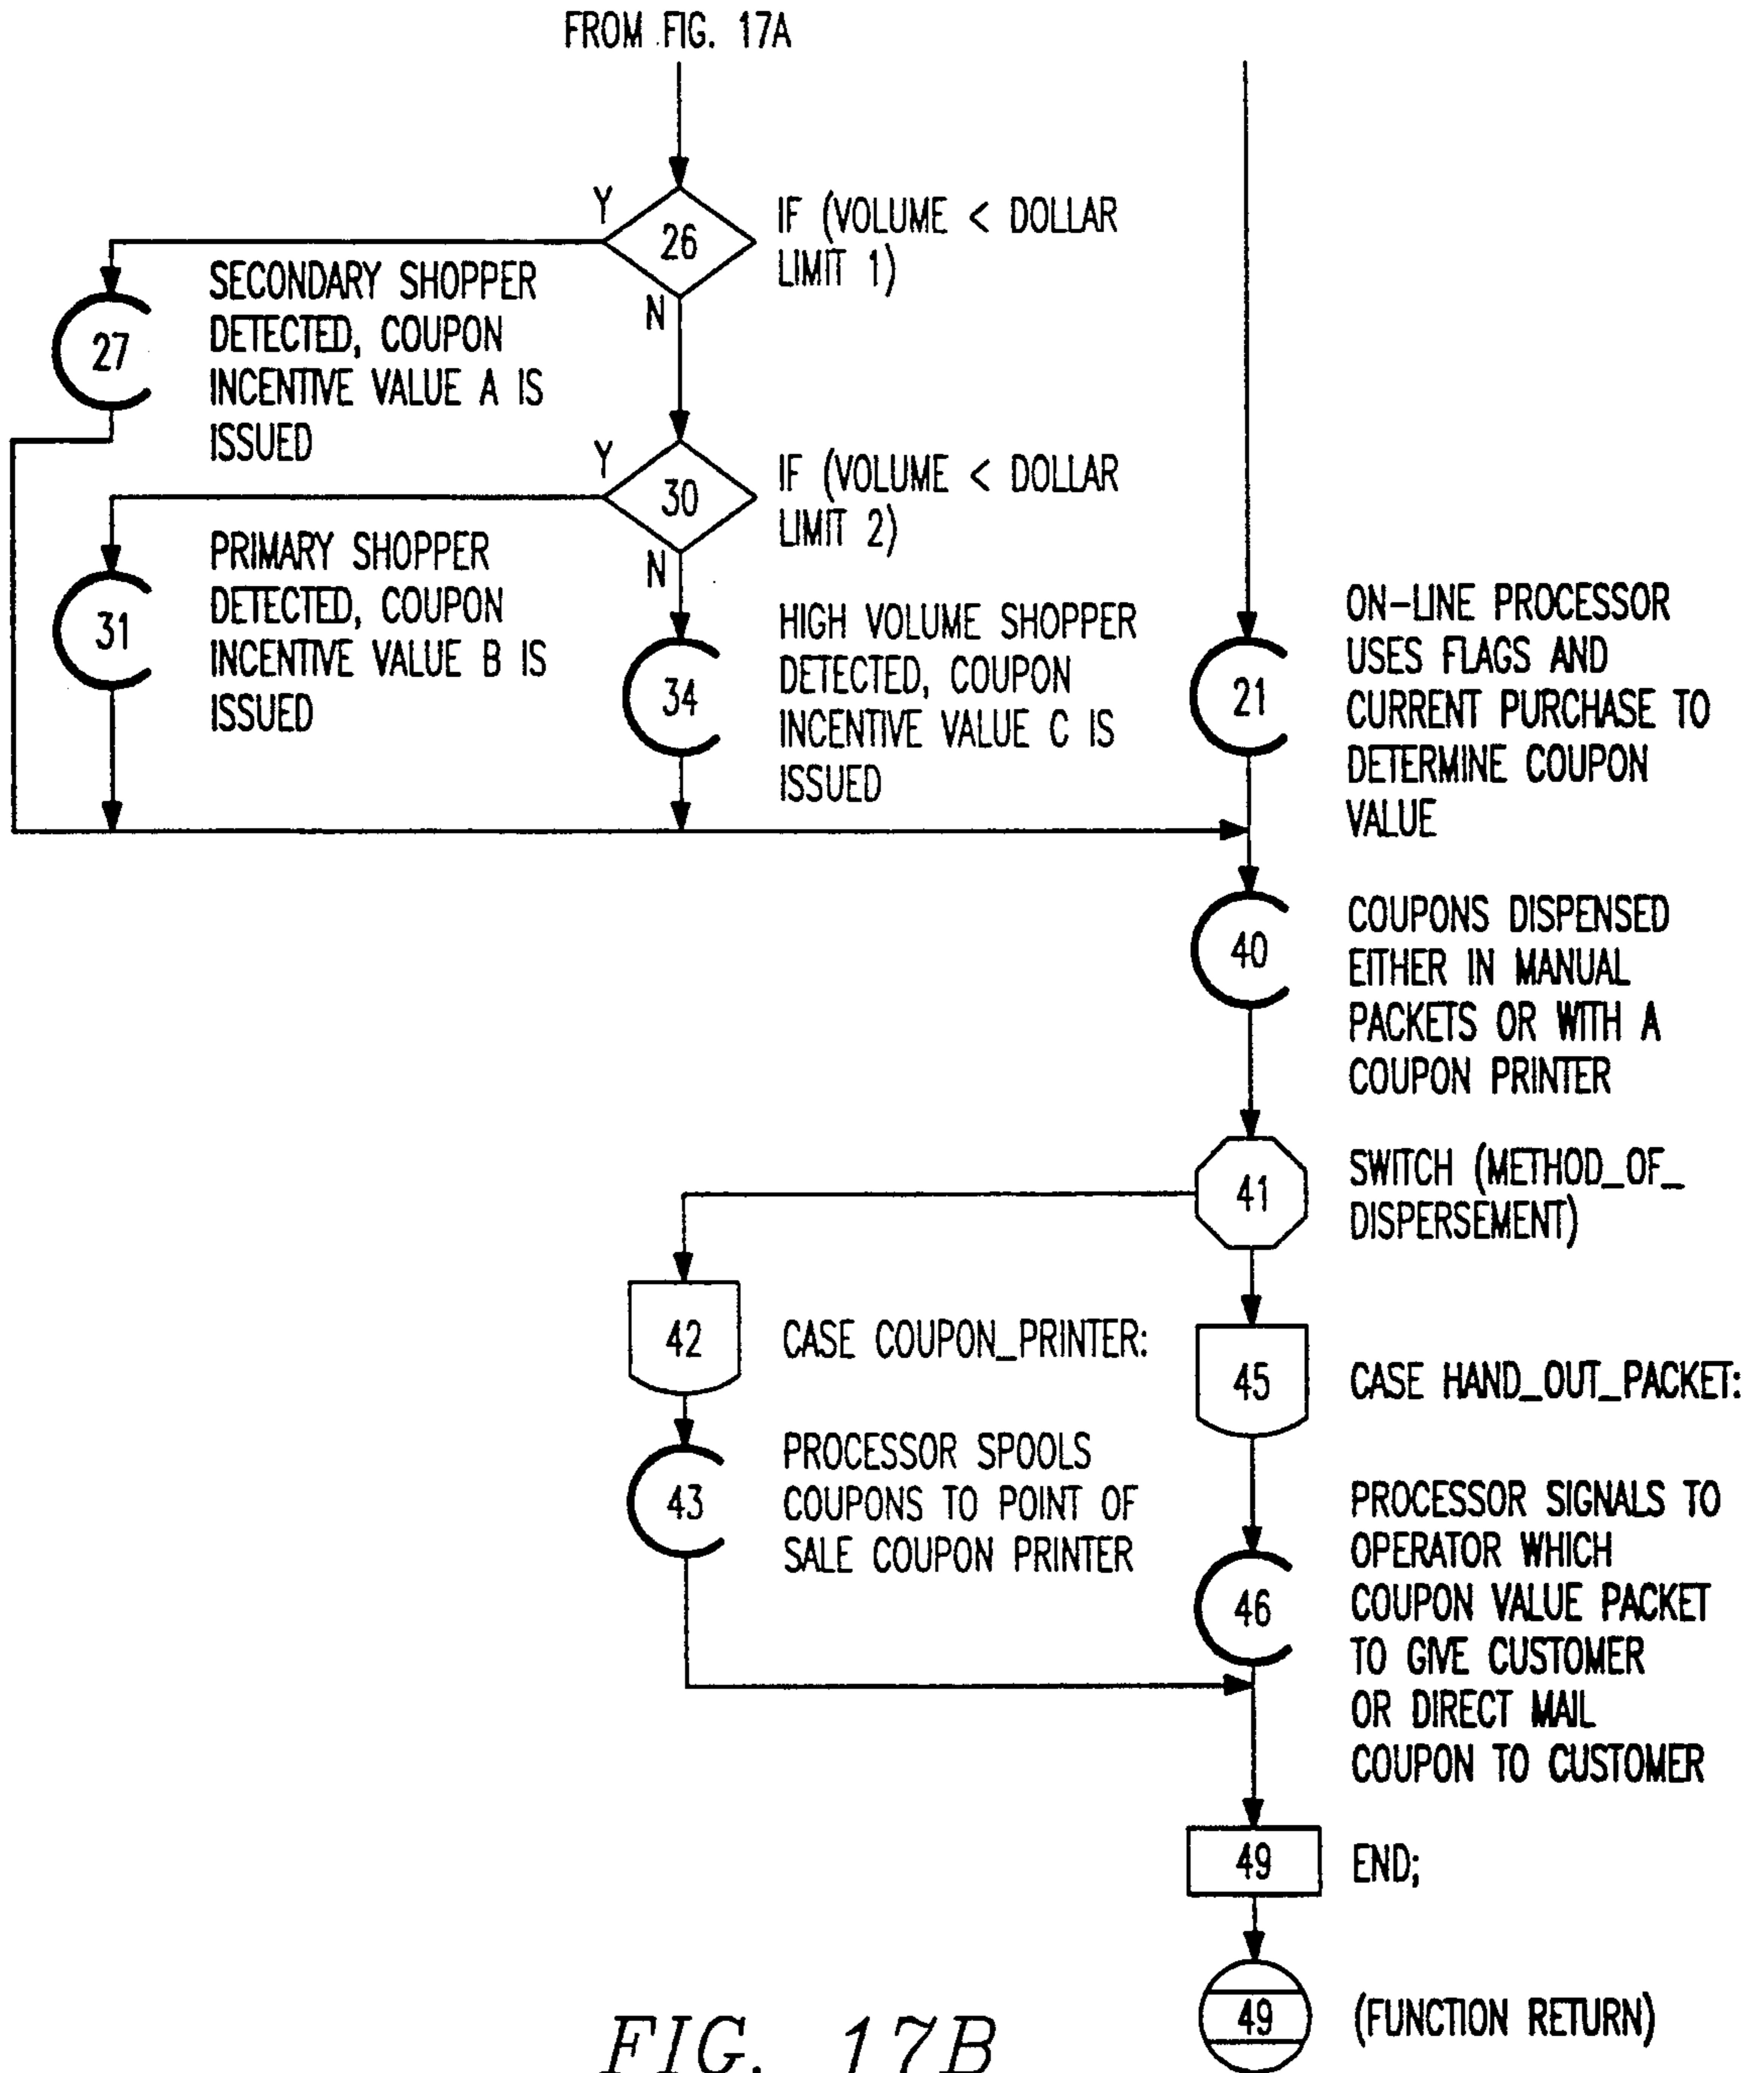 FROM FIG. 17A
Y
26
IF (VOLUME < DOLLAR
LIMIT 1)
N
27
SECONDARY SHOPPER
DETECTED, COUPON
INCENTIVE VALUE A IS
ISSUED
Y
30
IF (VOLUME < DOLLAR
LIMIT 2)
N
31
PRIMARY SHOPPER
DETECTED, COUPON
INCENTIVE VALUE B IS
ISSUED
34
HIGH VOLUME SHOPPER
DETECTED, COUPON
INCENTIVE VALUE C IS
ISSUED
21
ON-LINE PROCESSOR
USES FLAGS AND
CURRENT PURCHASE TO
DETERMINE COUPON
VALUE
40
COUPONS DISPENSED
EITHER IN MANUAL
PACKETS OR WITH A
COUPON PRINTER
41
SWITCH (METHOD_OF_
DISPERSEMENT)
42
CASE COUPON_PRINTER:
45
CASE HAND_OUT_PACKET:
43
PROCESSOR SPOOLS
COUPONS TO POINT OF
SALE COUPON PRINTER
46
PROCESSOR SIGNALS TO
OPERATOR WHICH
COUPON VALUE PACKET
TO GIVE CUSTOMER
OR DIRECT MAIL
COUPON TO CUSTOMER
49
END;
49
(FUNCTION RETURN)
FIG. 17B